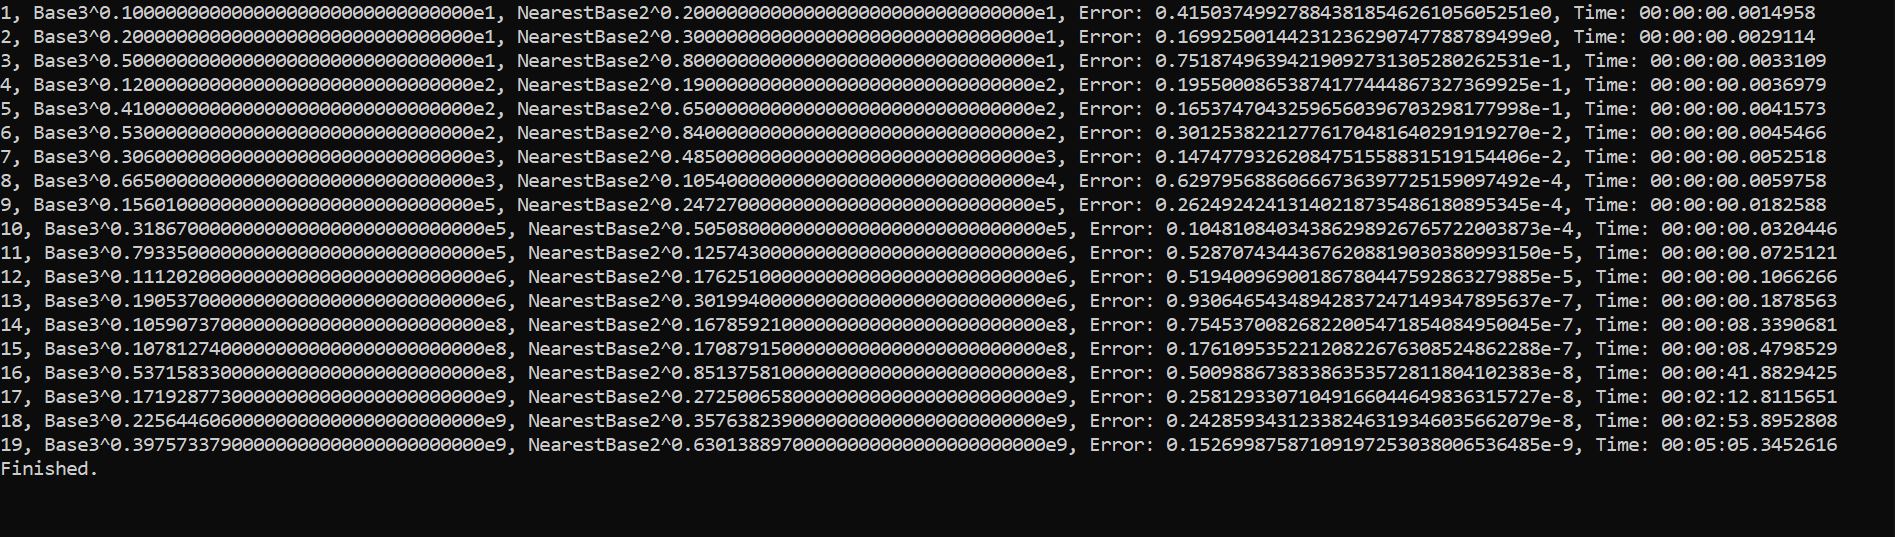 1, Base3^0.10000000000000000000000000000000e1, NearestBase2^0.20000000000000000000000000000000e1, Error: 0.41503749927884381854626105605251e0, Time: 00:00:00.0014958
2, Base3^0.20000000000000000000000000000000e1, NearestBase2^0.30000000000000000000000000000000e1, Error: 0.16992500144231236290747788789499e0, Time: 00:00:00.0029114
3, Base3^0.50000000000000000000000000000000e1, NearestBase2^0.80000000000000000000000000000000e1, Error: 0.75187496394219092731305280262531e-1, Time: 00:00:00.0033109
4, Base3^0.12000000000000000000000000000000e2, NearestBase2^0.19000000000000000000000000000000e2, Error: 0.19550008653874177444867327369925e-1, Time: 00:00:00.0036979
5, Base3^0.41000000000000000000000000000000e2, NearestBase2^0.65000000000000000000000000000000e2, Error: 0.16537470432596560396703298177998e-1, Time: 00:00:00.0041573
6, Base3^0.53000000000000000000000000000000e2, NearestBase2^0.84000000000000000000000000000000e2, Error: 0.30125382212776170481640291919270e-2, Time: 00:00:00.0045466
7, Base3^0.30600000000000000000000000000000e3, NearestBase2^0.48500000000000000000000000000000e3, Error: 0.14747793262084751558831519154406e-2, Time: 00:00:00.0052518
8, Base3^0.66500000000000000000000000000000e3, NearestBase2^0.10540000000000000000000000000000e4, Error: 0.62979568860666736397725159097492e-4, Time: 00:00:00.0059758
9, Base3^0.15601000000000000000000000000000e5, NearestBase2^0.24727000000000000000000000000000e5, Error: 0.26249242413140218735486180895345e-4, Time: 00:00:00.0182588
10, Base3^0.31867000000000000000000000000000e5, NearestBase2^0.50508000000000000000000000000000e5, Error: 0.10481084034386298926765722003873e-4, Time: 00:00:00.0320446
11, Base3^0.79335000000000000000000000000000e5, NearestBase2^0.12574300000000000000000000000000e6, Error: 0.52870743443676208819030380993150e-5, Time: 00:00:00.0725121
12, Base3^0.11120200000000000000000000000000e6, NearestBase2^0.17625100000000000000000000000000e6, Error: 0.51940096900186780447592863279885e-5, Time: 00:00:00.1066266
13, Base3^0.19053700000000000000000000000000e6, NearestBase2^0.30199400000000000000000000000000e6, Error: 0.93064654348942837247149347895637e-7, Time: 00:00:00.1878563
14, Base3^0.10590737000000000000000000000000e8, NearestBase2^0.16785921000000000000000000000000e8, Error: 0.75453700826822005471854084950045e-7, Time: 00:00:08.3390681
15, Base3^0.10781274000000000000000000000000e8, NearestBase2^0.17087915000000000000000000000000e8, Error: 0.17610953522120822676308524862288e-7, Time: 00:00:08.4798529
16, Base3^0.53715833000000000000000000000000e8, NearestBase2^0.85137581000000000000000000000000e8, Error: 0.50098867383386353572811804102383e-8, Time: 00:00:41.8829425
17, Base3^0.17192877300000000000000000000000e9, NearestBase2^0.27250065800000000000000000000000e9, Error: 0.25812933071049166044649836315727e-8, Time: 00:02:12.8115651
18, Base3^0.22564460600000000000000000000000e9, NearestBase2^0.35763823900000000000000000000000e9, Error: 0.24285934312338246319346035662079e-8, Time: 00:02:53.8952808
19, Base3^0.39757337900000000000000000000000e9, NearestBase2^0.63013889700000000000000000000000e9, Error: 0.15269987587109197253038006536485e-9, Time: 00:05:05.3452616
Finished.